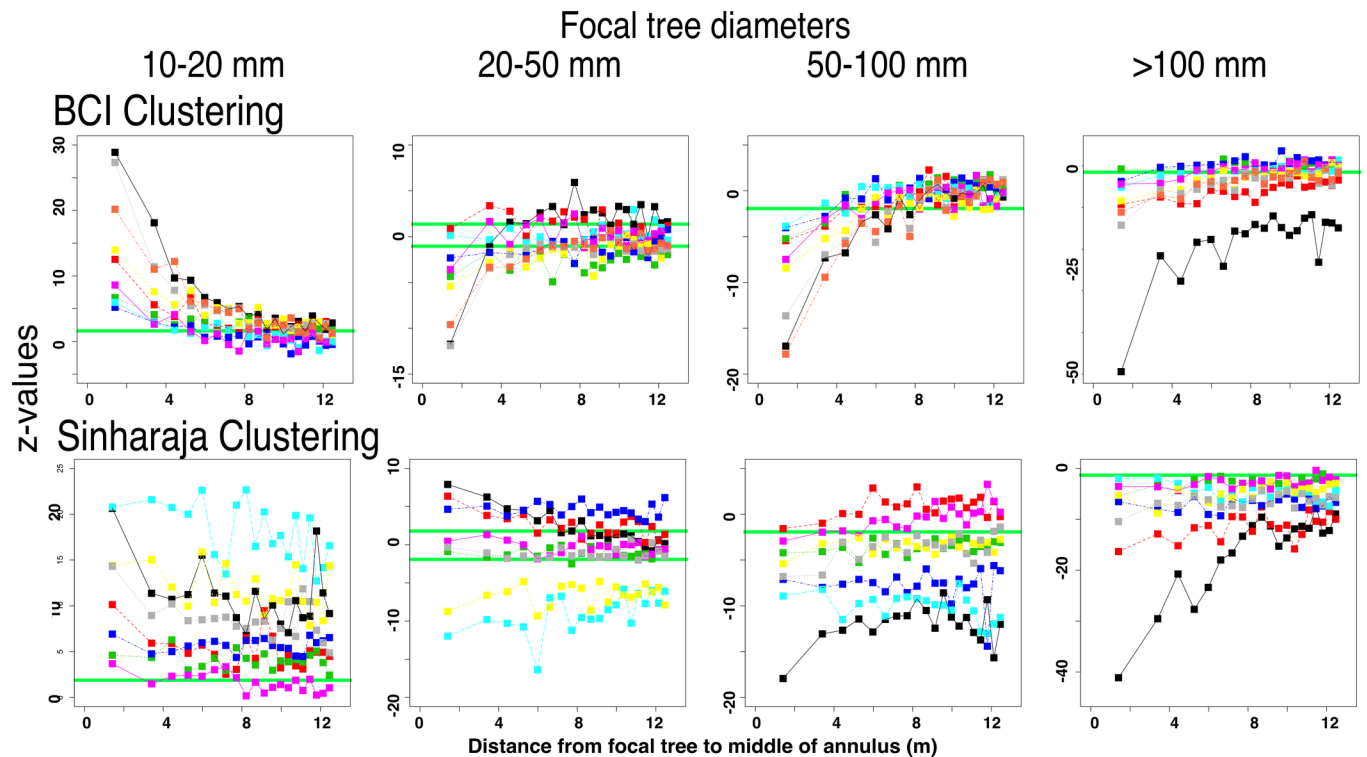 Focal tree diameters
10-20 mm 20-50 mm 50-100 mm >100 mm
BCI Clustering
30
20
10
0
0 4 8 12
10
0
-15
0 4 8 12
0
-10
-20
0 4 8 12
0
-25
-50
0 4 8 12
z-values
Sinharaja Clustering
25
20
15
10
5
0
0 4 8 12
10
0
-10
-20
0 4 8 12
0
-10
-20
0 4 8 12
0
-20
-40
0 4 8 12
Distance from focal tree to middle of annulus (m)